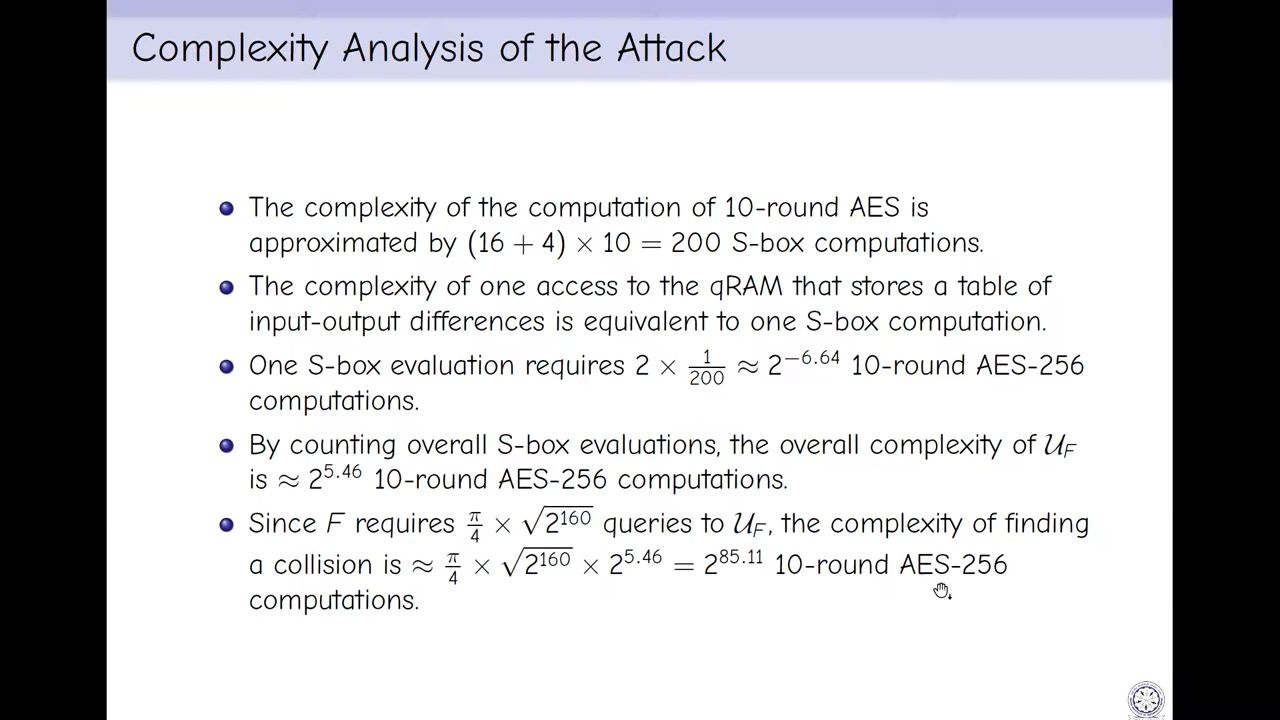 Complexity Analysis of the Attack
The complexity of the computation of 10-round AES is
approximated by (16 + 4) × 10 = 200 S-box computations.
The complexity of one access to the qRAM that stores a table of
input-output differences is equivalent to one S-box computation.
One S-box evaluation requires 2 × 1/200 ≈ 2^−6.64 10-round AES-256
computations.
By counting overall S-box evaluations, the overall complexity of 𝒰_F
is ≈ 2^5.46 10-round AES-256 computations.
Since F requires π/4 × √2^160 queries to 𝒰_F, the complexity of finding
a collision is ≈ π/4 × √2^160 × 2^5.46 = 2^85.11 10-round AES-256
computations.